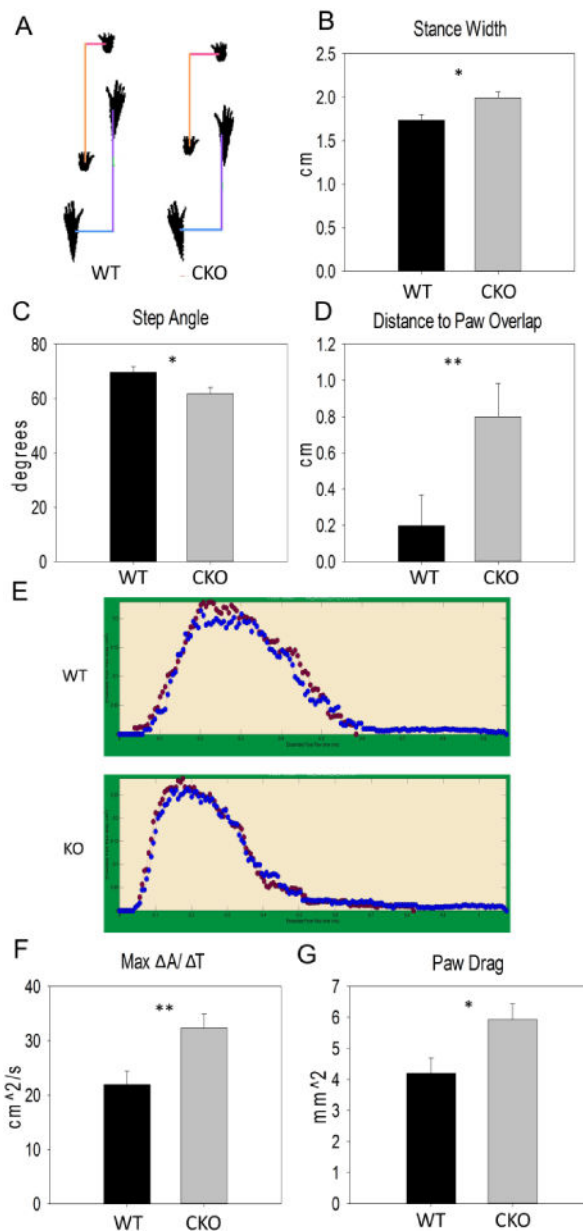 A
WT
CKO
B
Stance Width
*
cm
2.5
2.0
1.5
1.0
0.5
0.0
WT
CKO
C
Step Angle
*
degrees
80
60
40
20
0
WT
CKO
D
Distance to Paw Overlap
**
cm
1.2
1.0
0.8
0.6
0.4
0.2
0.0
WT
CKO
E
WT
KO
F
Max ΔA/ ΔT
**
cm^2/s
40
30
20
10
0
WT
CKO
G
Paw Drag
*
mm^2
7
6
5
4
3
2
1
0
WT
CKO